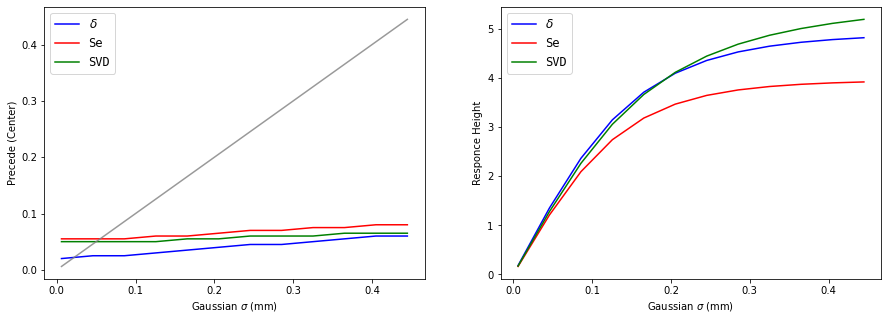 δ
Se
SVD
0.4
0.3
0.2
0.1
0.0
Precede (Center)
0.0 0.1 0.2 0.3 0.4
Gaussian σ (mm)
δ
Se
SVD
5
4
3
2
1
0
Responce Height
0.0 0.1 0.2 0.3 0.4
Gaussian σ (mm)